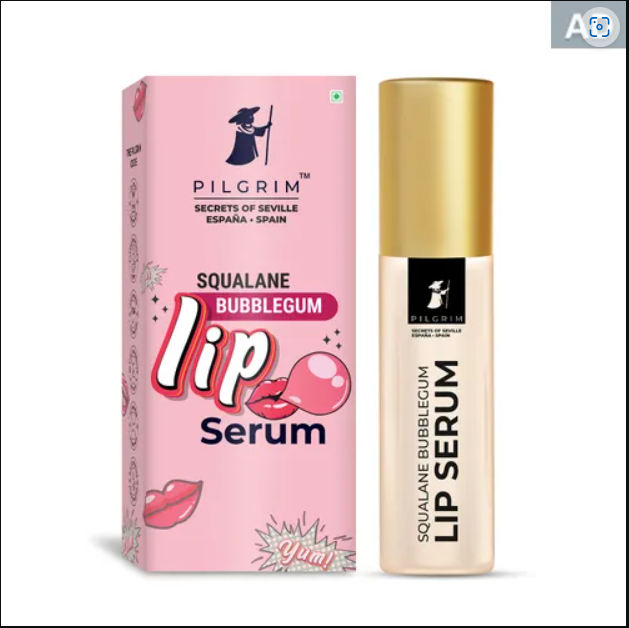 PILGRIM™
SECRETS OF SEVILLE
ESPAÑA • SPAIN
SQUALANE
BUBBLEGUM
lip
Serum
Yum!
PILGRIM
SECRETS OF SEVILLE
ESPAÑA • SPAIN
SQUALANE BUBBLEGUM
LIP SERUM